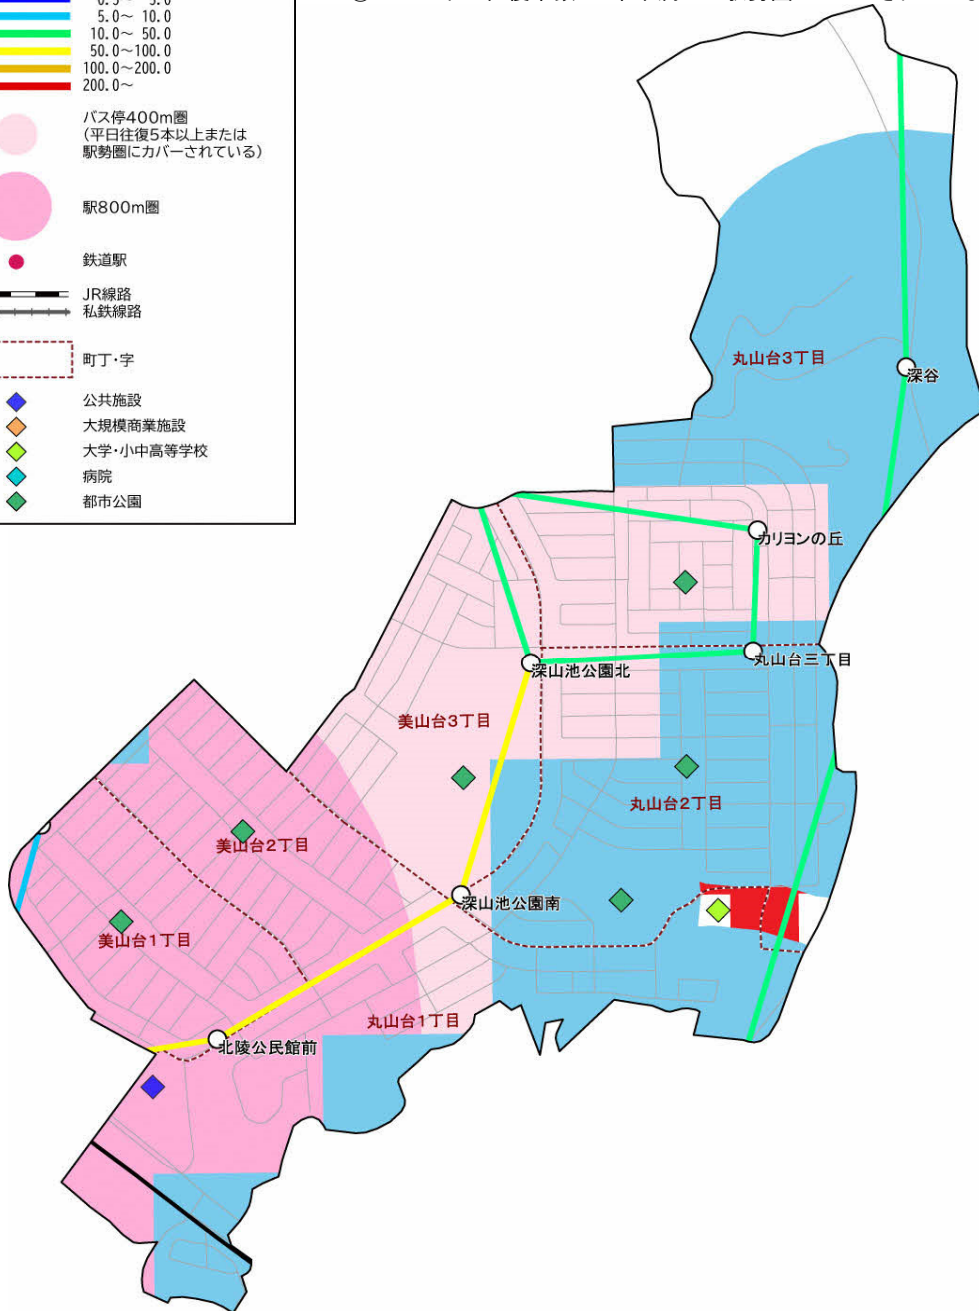 5.0～ 10.0
10.0～ 50.0
50.0～100.0
100.0～200.0
200.0～
バス停400m圏
(平日往復5本以上または
駅勢圏にカバーされている)
駅800m圏
鉄道駅
JR線路
私鉄線路
町丁・字
公共施設
大規模商業施設
大学・小中高等学校
病院
都市公園
丸山台3丁目
深谷
カリヨンの丘
丸山台三丁目
深山池公園北
美山台3丁目
丸山台2丁目
美山台2丁目
深山池公園南
美山台1丁目
丸山台1丁目
北陵公民館前